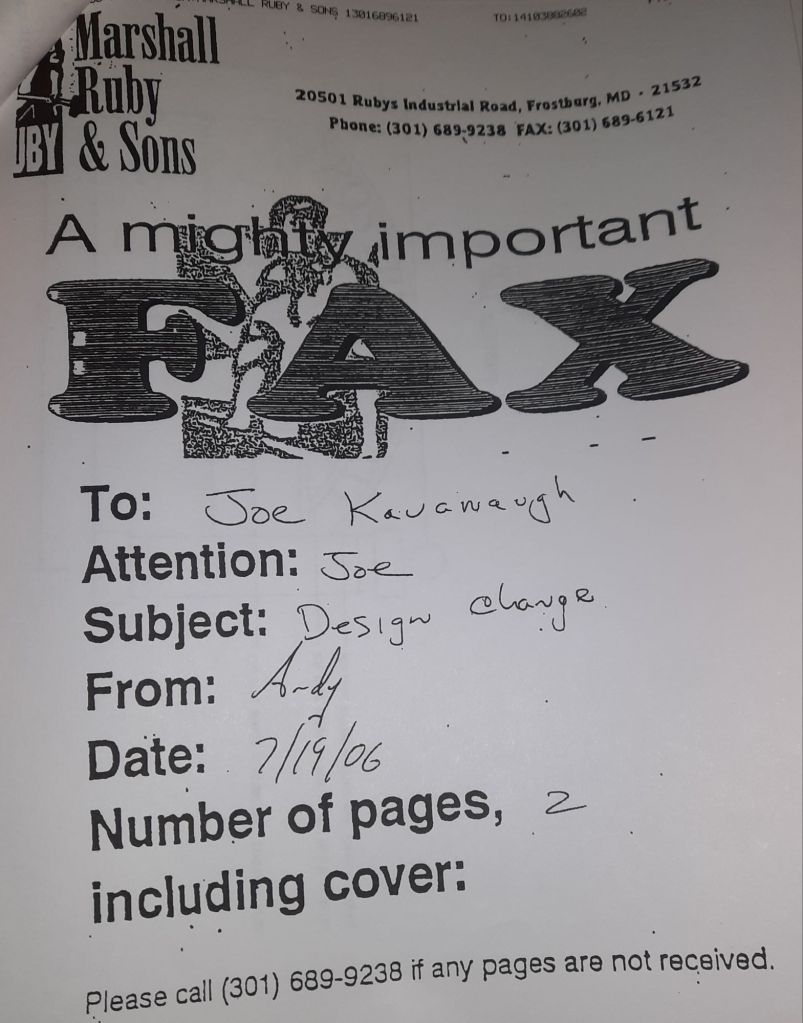 RUBY & SONS 13016896121 TO:14103882602
Marshall
Ruby
& Sons
UBY
20501 Rubys Industrial Road, Frostburg, MD · 21532
Phone: (301) 689-9238 FAX: (301) 689-6121
A mighty important
FAX
To: Joe Kavanaugh
Attention: Joe
Subject: Design change
From: Andy
Date: 7/19/06
Number of pages, 2
including cover:
Please call (301) 689-9238 if any pages are not received.